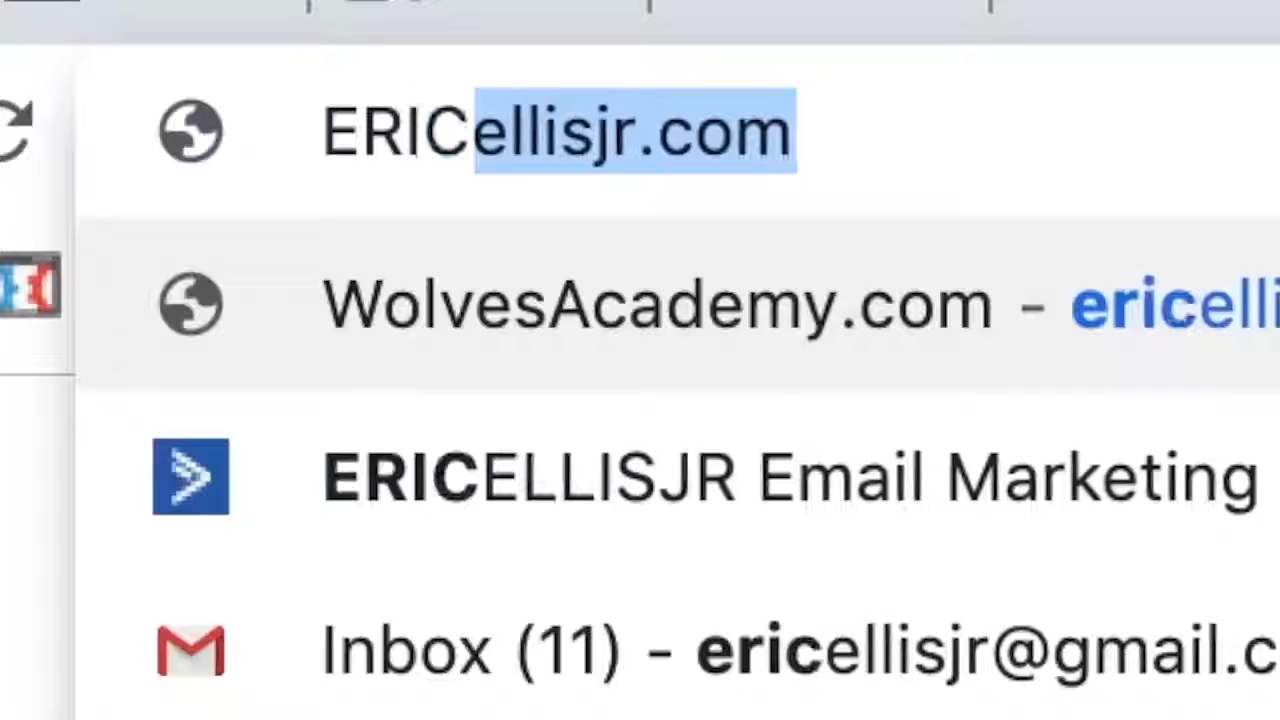 ERICellisjr.com
WolvesAcademy.com - ericelli
ERICELLISJR Email Marketing
Inbox (11) - ericellisjr@gmail.c